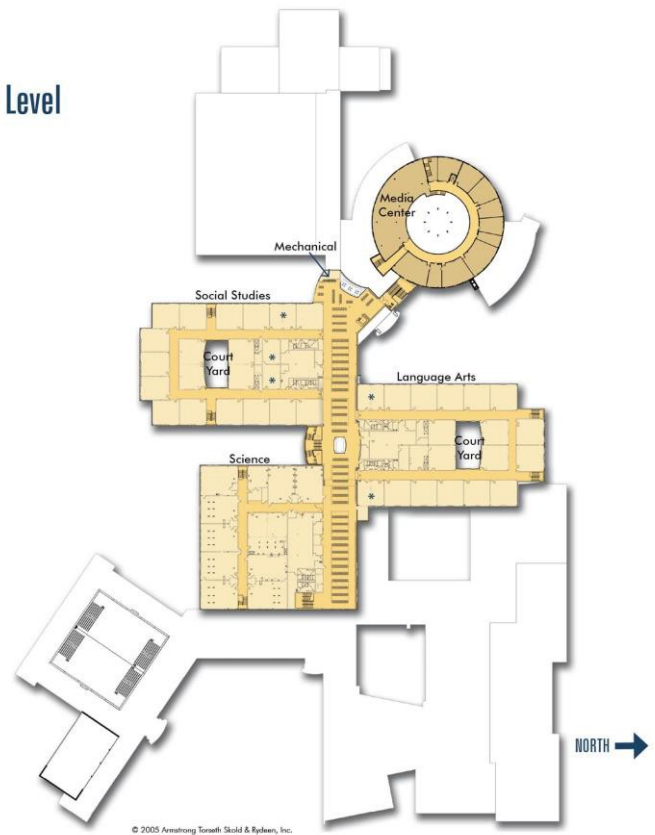 Level
Media
Center
Mechanical
Social Studies
*
Court
Yard
*
*
Language Arts
*
Court
Yard
Science
*
NORTH
© 2005 Armstrong Torseth Skold & Rydeen, Inc.